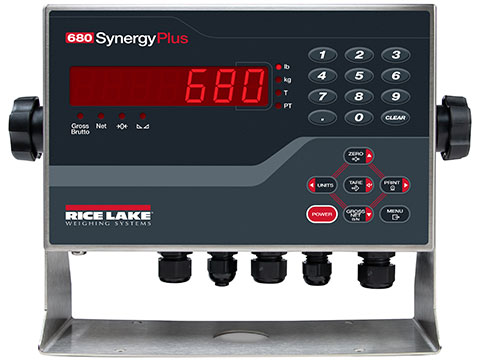 680 SynergyPlus
680
lb
kg
T
PT
Gross
Brutto
Net
1 2 3
4 5 6
7 8 9
. 0 CLEAR
ZERO
UNITS TARE PRINT
POWER GROSS
NET
MENU
RICE LAKE
WEIGHING SYSTEMS